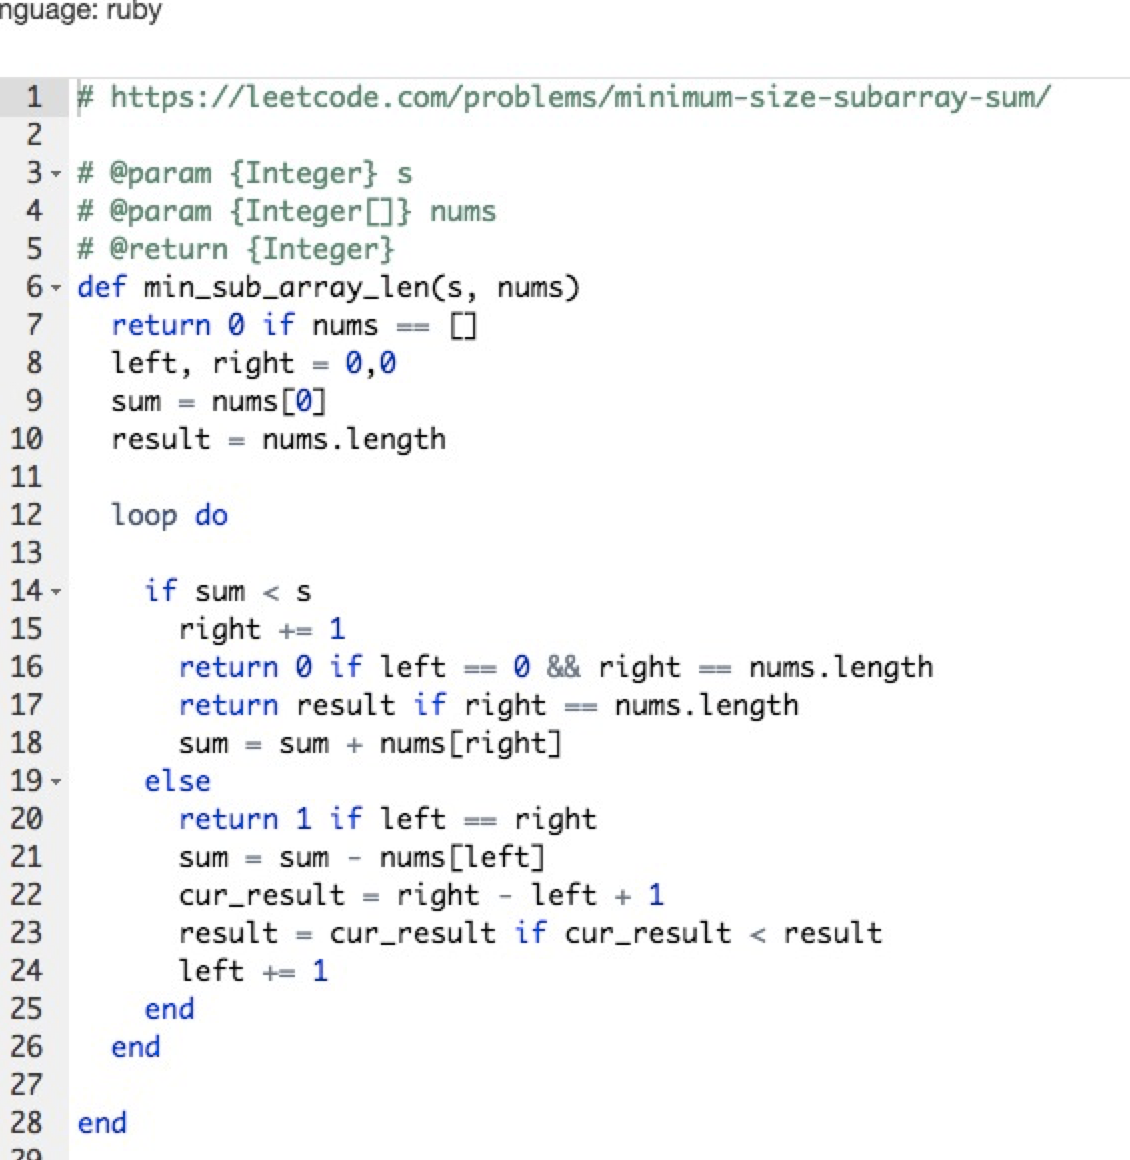 nguage: ruby
1 # https://leetcode.com/problems/minimum-size-subarray-sum/
2
3 # @param {Integer} s
4 # @param {Integer[]} nums
5 # @return {Integer}
6 def min_sub_array_len(s, nums)
7 return 0 if nums == []
8 left, right = 0,0
9 sum = nums[0]
10 result = nums.length
11
12 loop do
13
14 if sum < s
15 right += 1
16 return 0 if left == 0 && right == nums.length
17 return result if right == nums.length
18 sum = sum + nums[right]
19 else
20 return 1 if left == right
21 sum = sum - nums[left]
22 cur_result = right - left + 1
23 result = cur_result if cur_result < result
24 left += 1
25 end
26 end
27
28 end
29